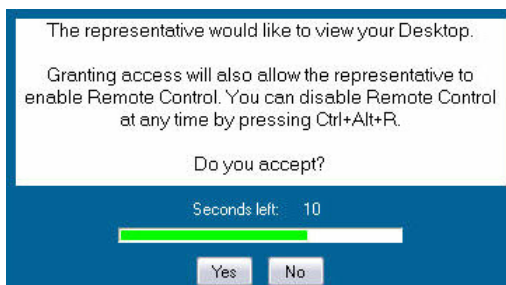 The representative would like to view your Desktop.
Granting access will also allow the representative to
enable Remote Control. You can disable Remote Control
at any time by pressing Ctrl+Alt+R.
Do you accept?
Seconds left: 10
Yes No